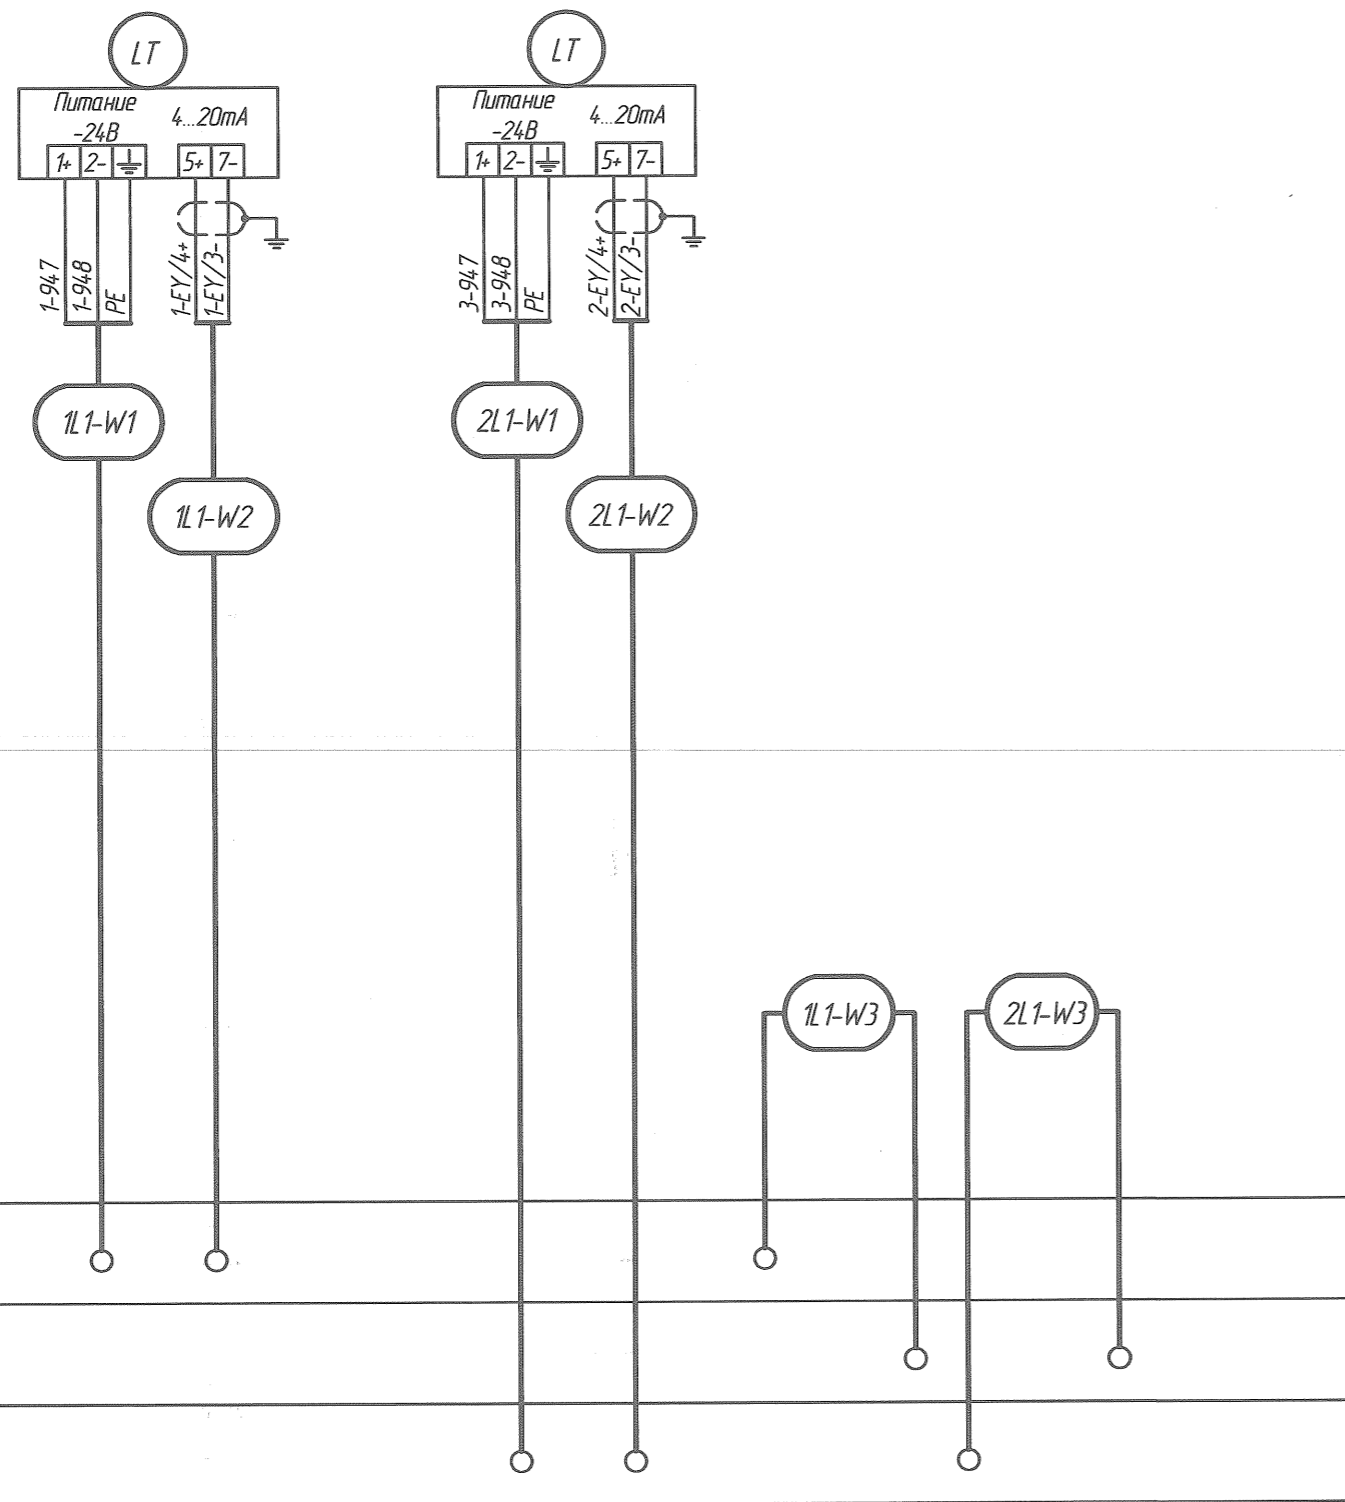 LT
Питание
-24В
4...20mA
1+ 2- 5+ 7-
1-947
1-948
PE
1-EY/4+
1-EY/3-
1L1-W1
1L1-W2
LT
Питание
-24В
4...20mA
1+ 2- 5+ 7-
3-947
3-948
PE
2-EY/4+
2-EY/3-
2L1-W1
2L1-W2
1L1-W3
2L1-W3